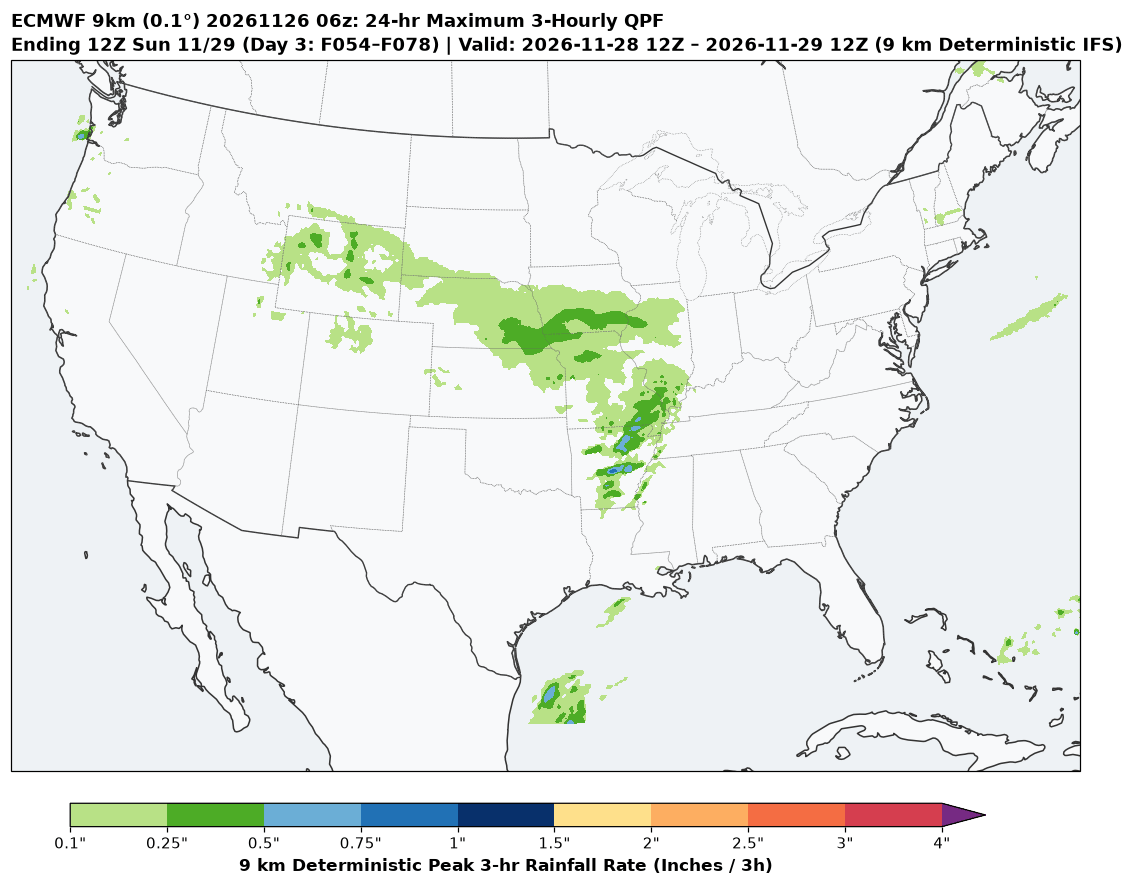 ECMWF 9km (0.1°) 20261126 06z: 24-hr Maximum 3-Hourly QPF
Ending 12Z Sun 11/29 (Day 3: F054–F078) | Valid: 2026-11-28 12Z – 2026-11-29 12Z (9 km Deterministic IFS)
0.1" 0.25" 0.5" 0.75" 1" 1.5" 2" 2.5" 3" 4"
9 km Deterministic Peak 3-hr Rainfall Rate (Inches / 3h)